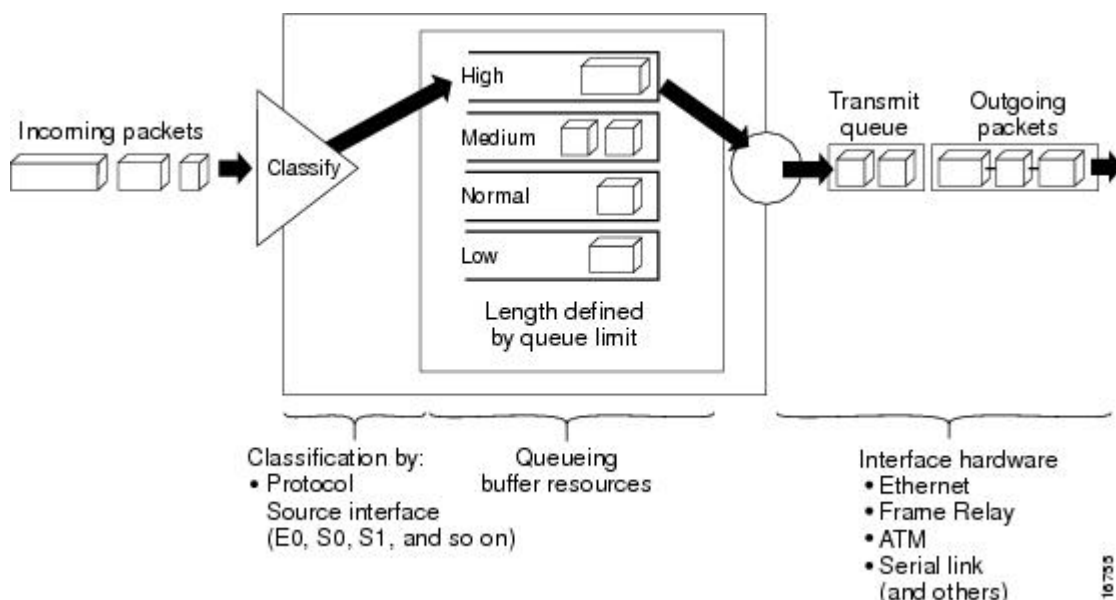 Incoming packets
Classify
High
Medium
Normal
Low
Length defined
by queue limit
Transmit
queue
Outgoing
packets
Classification by:
• Protocol
Source interface
(E0, S0, S1, and so on)
Queueing
buffer resources
Interface hardware
• Ethernet
• Frame Relay
• ATM
• Serial link
(and others)
16755